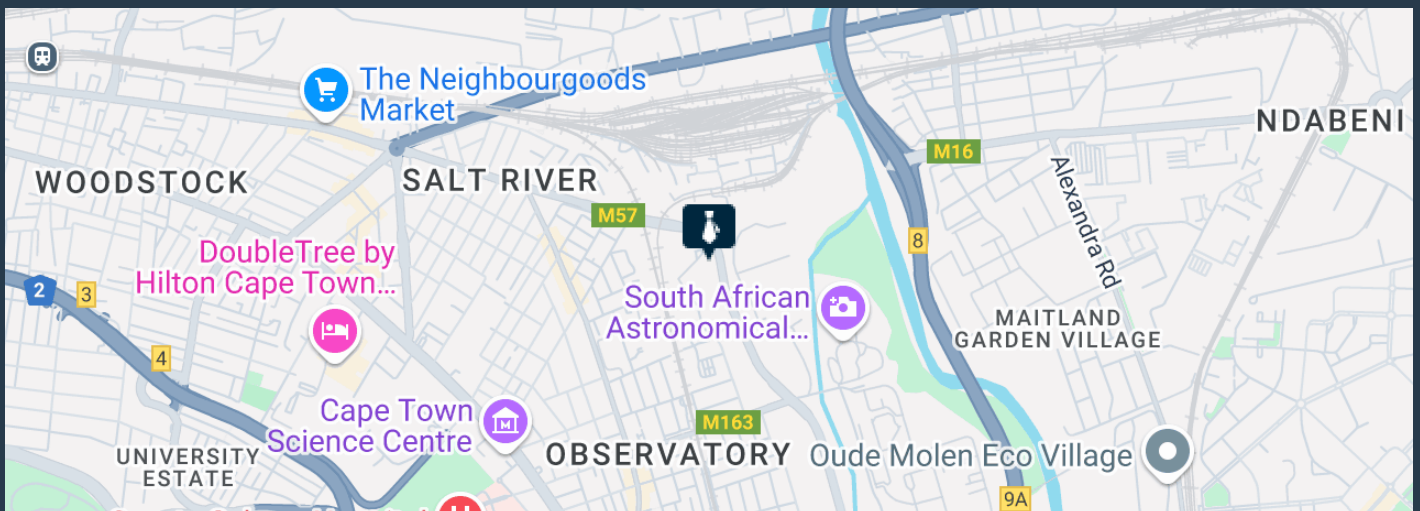 The Neighbourgoods
Market
NDABENI
M16
WOODSTOCK
SALT RIVER
Alexandra Rd
M57
8
DoubleTree by
Hilton Cape Town...
2
3
South African
Astronomical...
MAITLAND
GARDEN VILLAGE
4
Cape Town
Science Centre
M163
OBSERVATORY
Oude Molen Eco Village
UNIVERSITY
ESTATE
9A